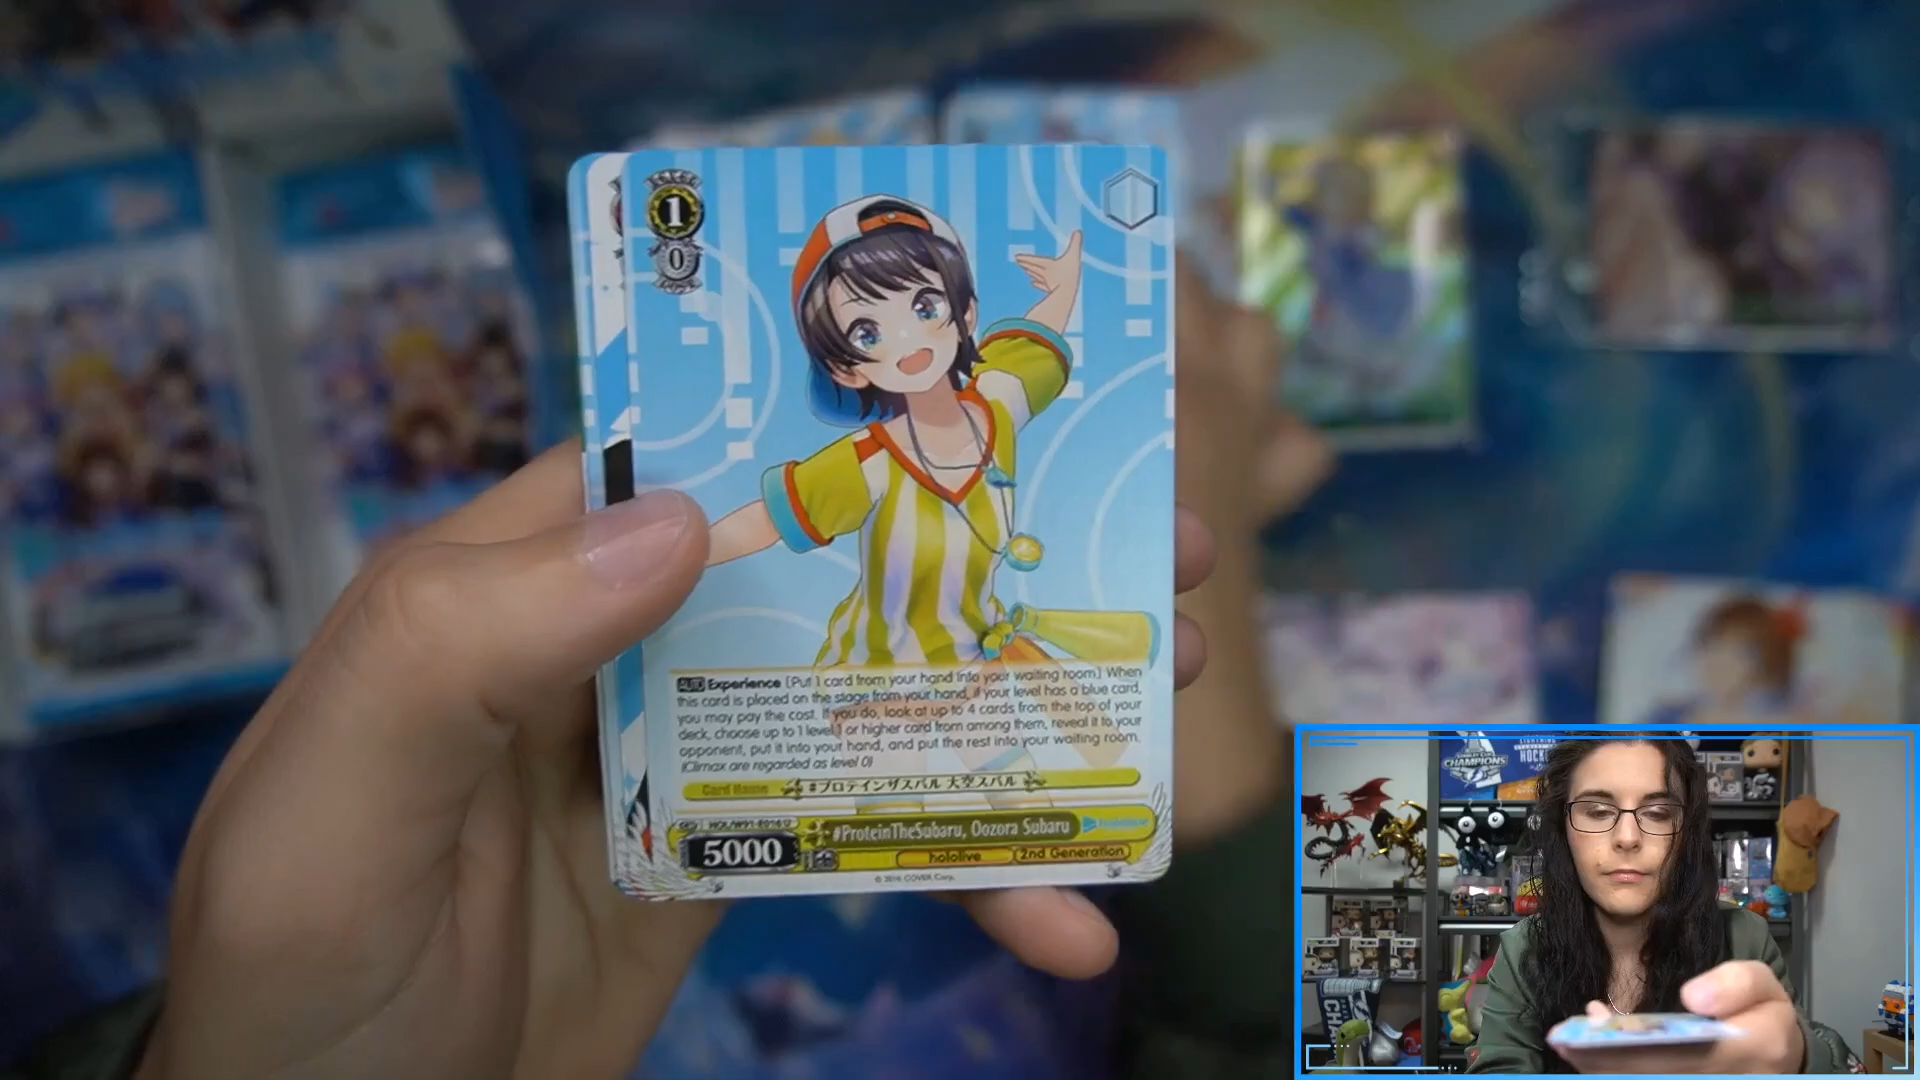 1
0
AUTO Experience [Put 1 card from your hand into your waiting room] When
this card is placed on the stage from your hand, if your level has a blue card,
you may pay the cost. If you do, look at up to 4 cards from the top of your
deck, choose up to 1 level 1 or higher card from among them, reveal it to your
opponent, put it into your hand, and put the rest into your waiting room.
(Climax are regarded as level 0)
Card Name #プロテインザスバル 大空スバル
#ProteinTheSubaru, Oozora Subaru
5000
hololive 2nd Generation
© 2016 COVER Corp.
CHAMPIONS
LIGHTNING
HOCKEY